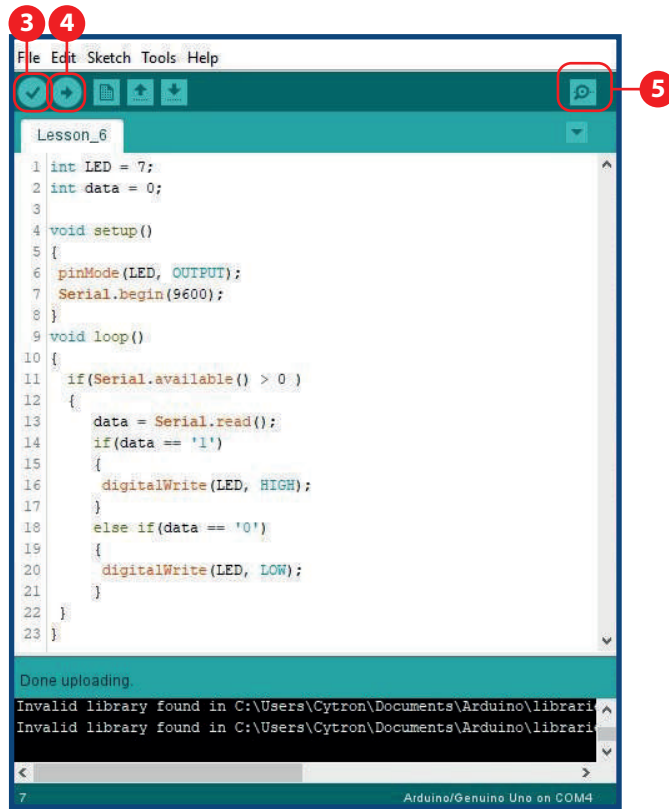 3 4
File Edit Sketch Tools Help
5
Lesson_6
1 int LED = 7;
2 int data = 0;
3
4 void setup()
5 {
6 pinMode(LED, OUTPUT);
7 Serial.begin(9600);
8 }
9 void loop()
10 {
11 if(Serial.available() > 0 )
12 {
13 data = Serial.read();
14 if(data == '1')
15 {
16 digitalWrite(LED, HIGH);
17 }
18 else if(data == '0')
19 {
20 digitalWrite(LED, LOW);
21 }
22 }
23 }
Done uploading.
Invalid library found in C:\Users\Cytron\Documents\Arduino\librari
Invalid library found in C:\Users\Cytron\Documents\Arduino\librari
7 Arduino/Genuino Uno on COM4